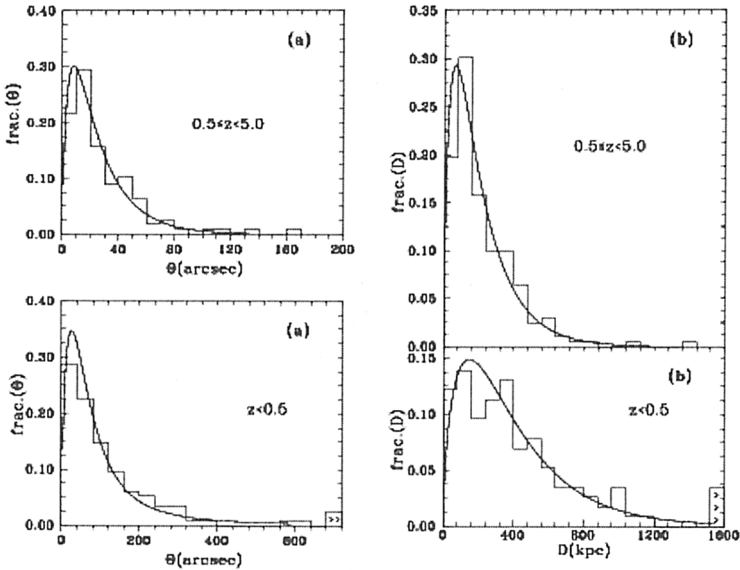 0.40
0.30
0.20
0.10
0.00
frac.(θ)
(a)
0.5≤z<5.0
0 40 80 120 160 200
θ(arcsec)
0.40
0.30
0.20
0.10
0.00
frac.(θ)
(a)
z<0.5
0 200 400 600
θ(arcsec)
>>
0.35
0.30
0.25
0.20
0.15
0.10
0.05
0.00
frac.(D)
(b)
0.5≤z<5.0
0.15
0.10
0.05
0.00
frac.(D)
(b)
z<0.5
>
>
>
0 400 800 1200 1600
D(kpc)